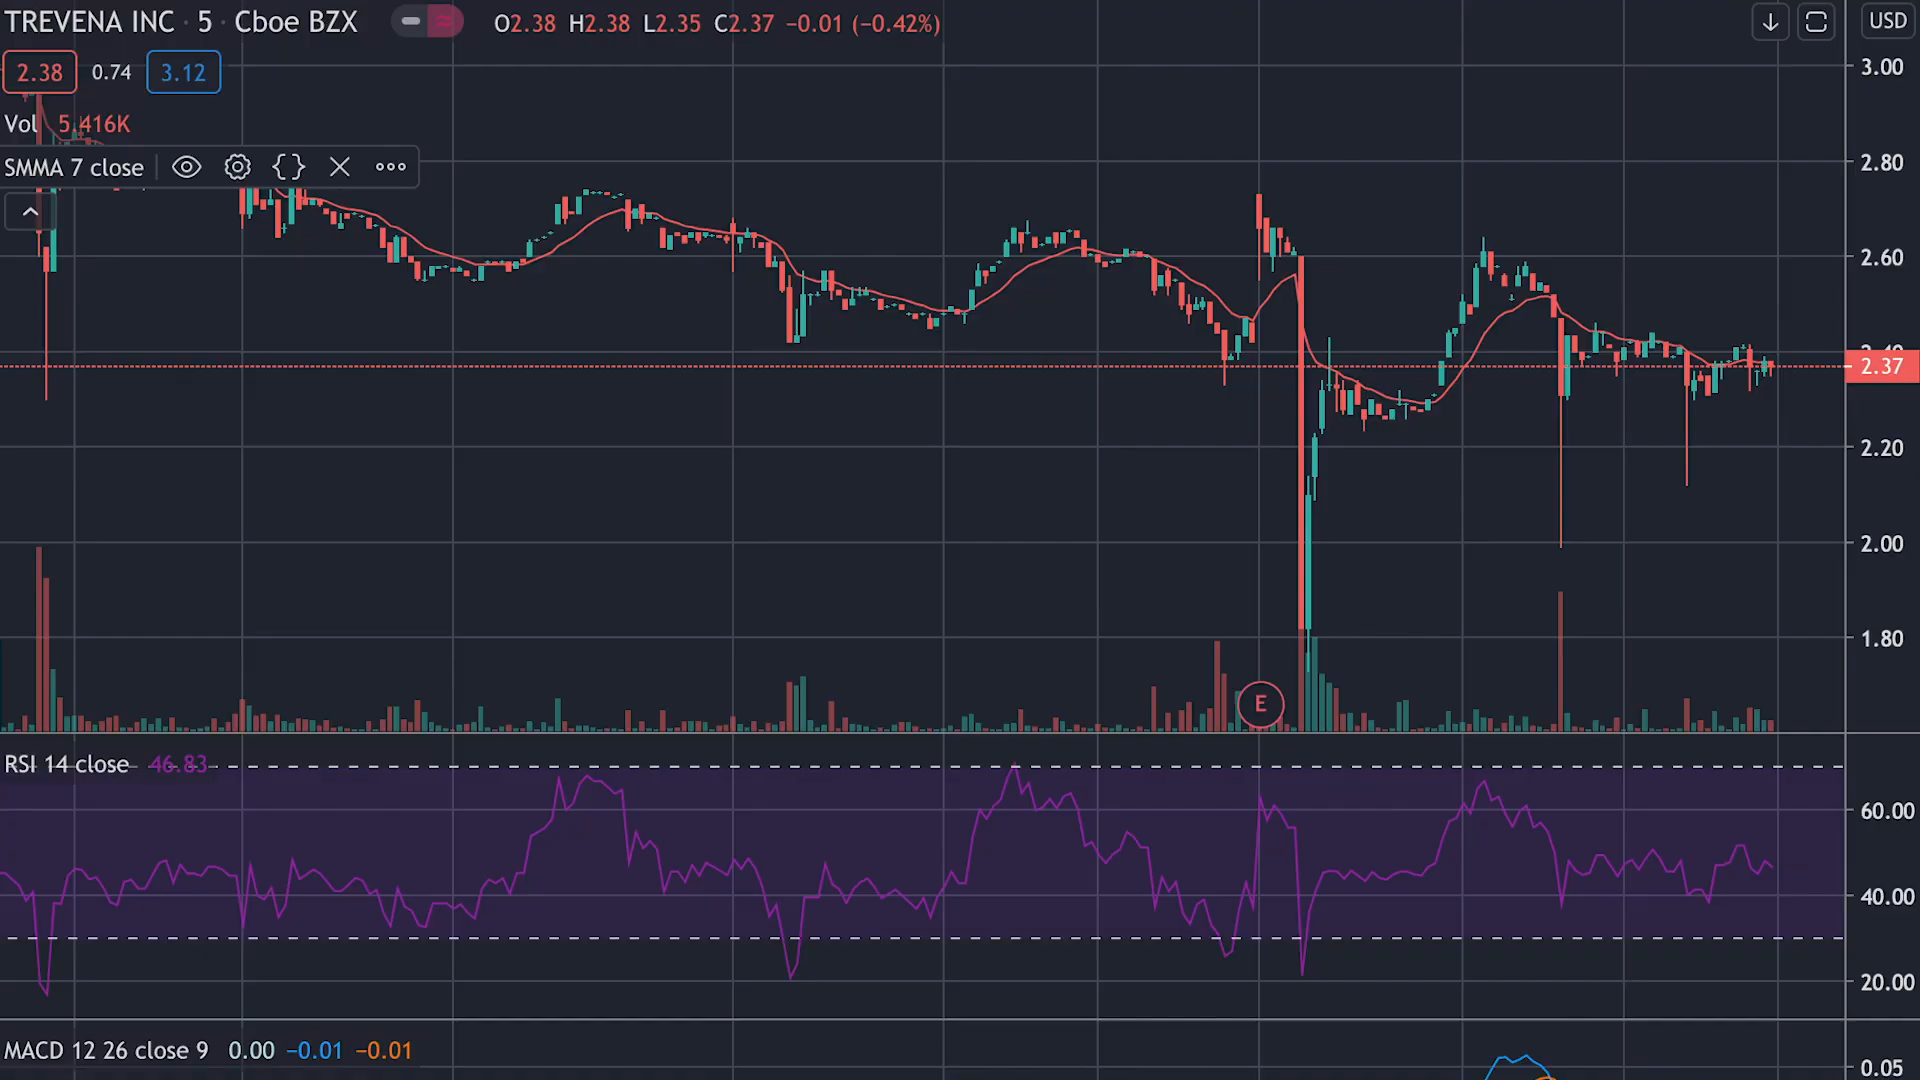 TREVENA INC · 5 · Cboe BZX O2.38 H2.38 L2.35 C2.37 −0.01 (−0.42%) USD
2.38 0.74 3.12
3.00
Vol 5.416K
SMMA 7 close
2.80
2.60
2.40
2.37
2.20
2.00
1.80
E
RSI 14 close 46.83
60.00
40.00
20.00
MACD 12 26 close 9 0.00 −0.01 −0.01
0.05